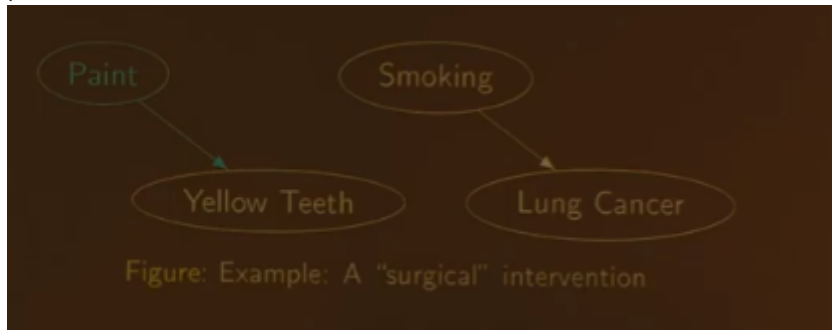 Paint
Smoking
Yellow Teeth
Lung Cancer
Figure: Example: A “surgical” intervention